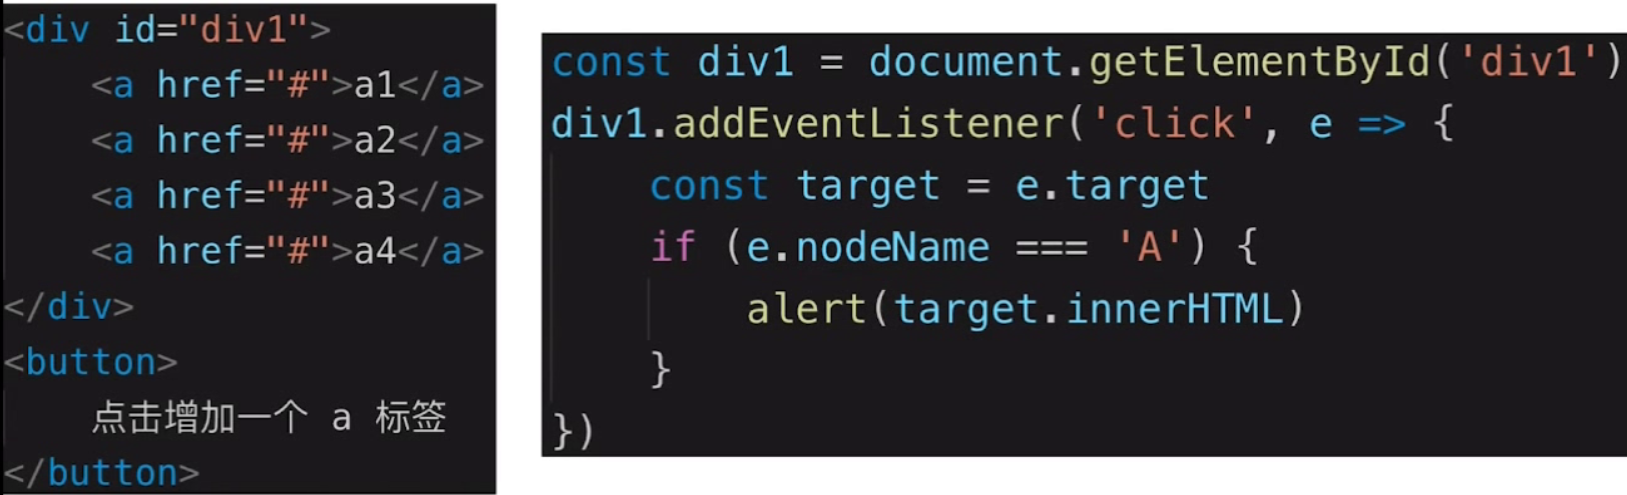 <div id="div1">
    <a href="#">a1</a>
    <a href="#">a2</a>
    <a href="#">a3</a>
    <a href="#">a4</a>
</div>
<button>
    点击增加一个 a 标签
</button>
const div1 = document.getElementById('div1')
div1.addEventListener('click', e => {
    const target = e.target
    if (e.nodeName === 'A') {
        alert(target.innerHTML)
    }
})